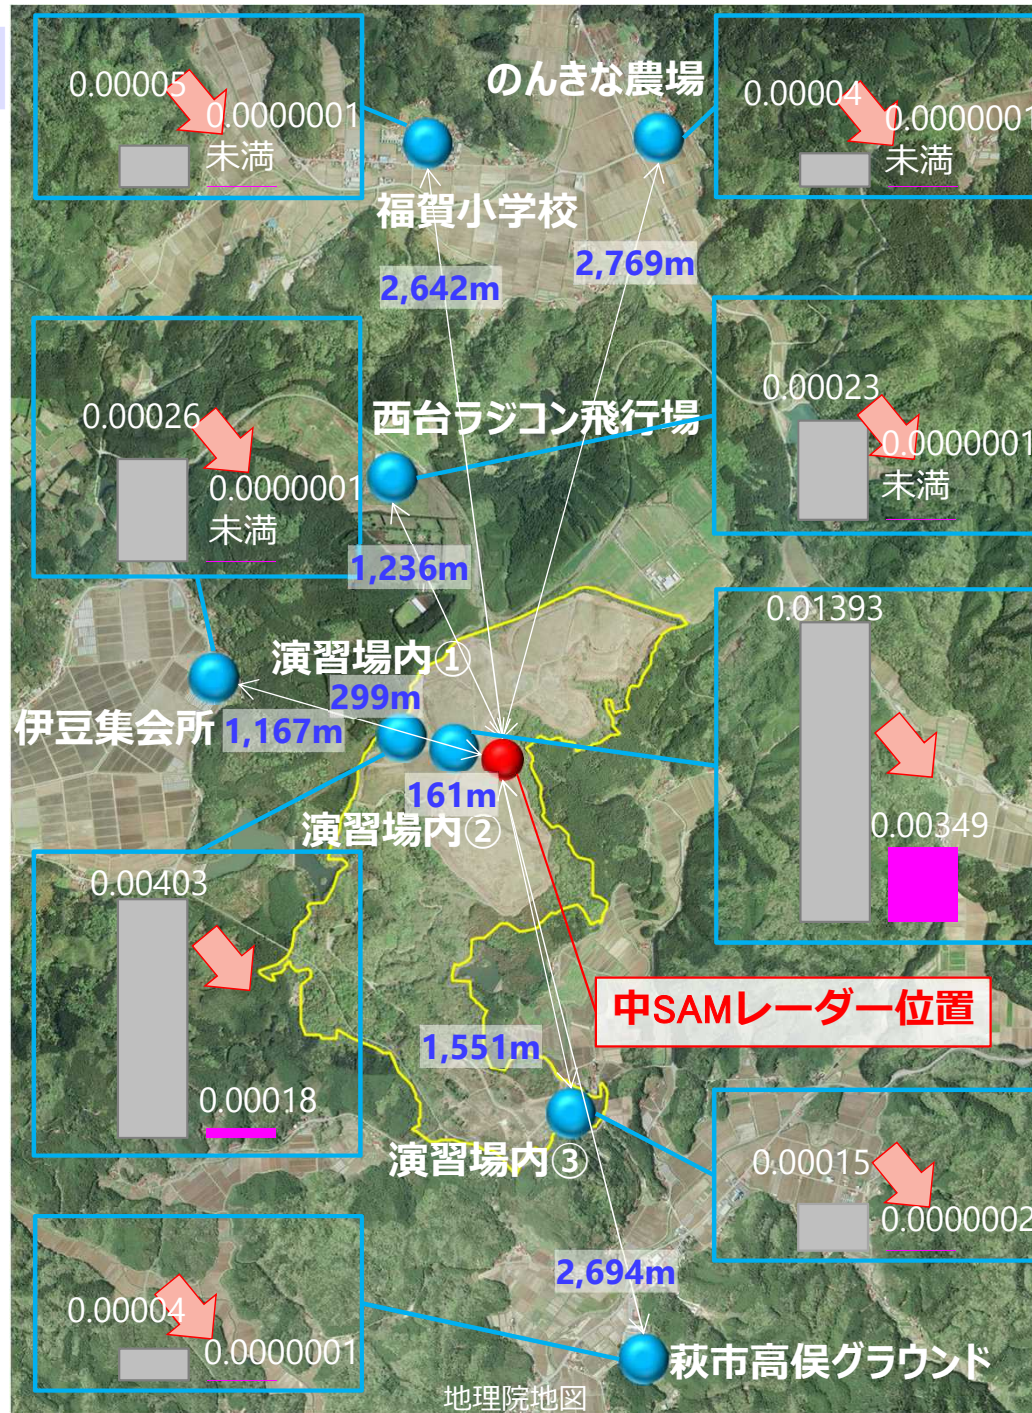 0.00005
0.0000001
未満
のんきな農場
0.00004
0.0000001
未満
福賀小学校
2,642m
2,769m
0.00026
0.0000001
未満
西台ラジコン飛行場
0.00023
0.0000001
未満
1,236m
0.01393
演習場内①
299m
伊豆集会所
1,167m
161m
演習場内②
0.00349
0.00403
0.00018
中SAMレーダー位置
1,551m
演習場内③
0.00015
0.0000002
2,694m
0.00004
0.0000001
萩市高俣グラウンド
地理院地図